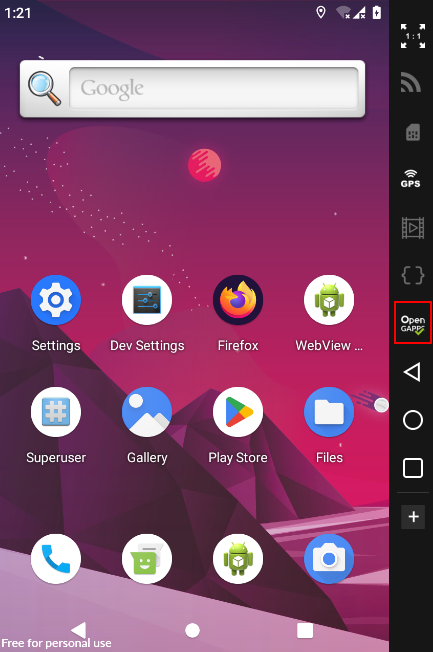 1:21
1:1
Google
GPS
Settings
Dev Settings
Firefox
WebView ...
Open
GAPPS
Superuser
Gallery
Play Store
Files
Free for personal use